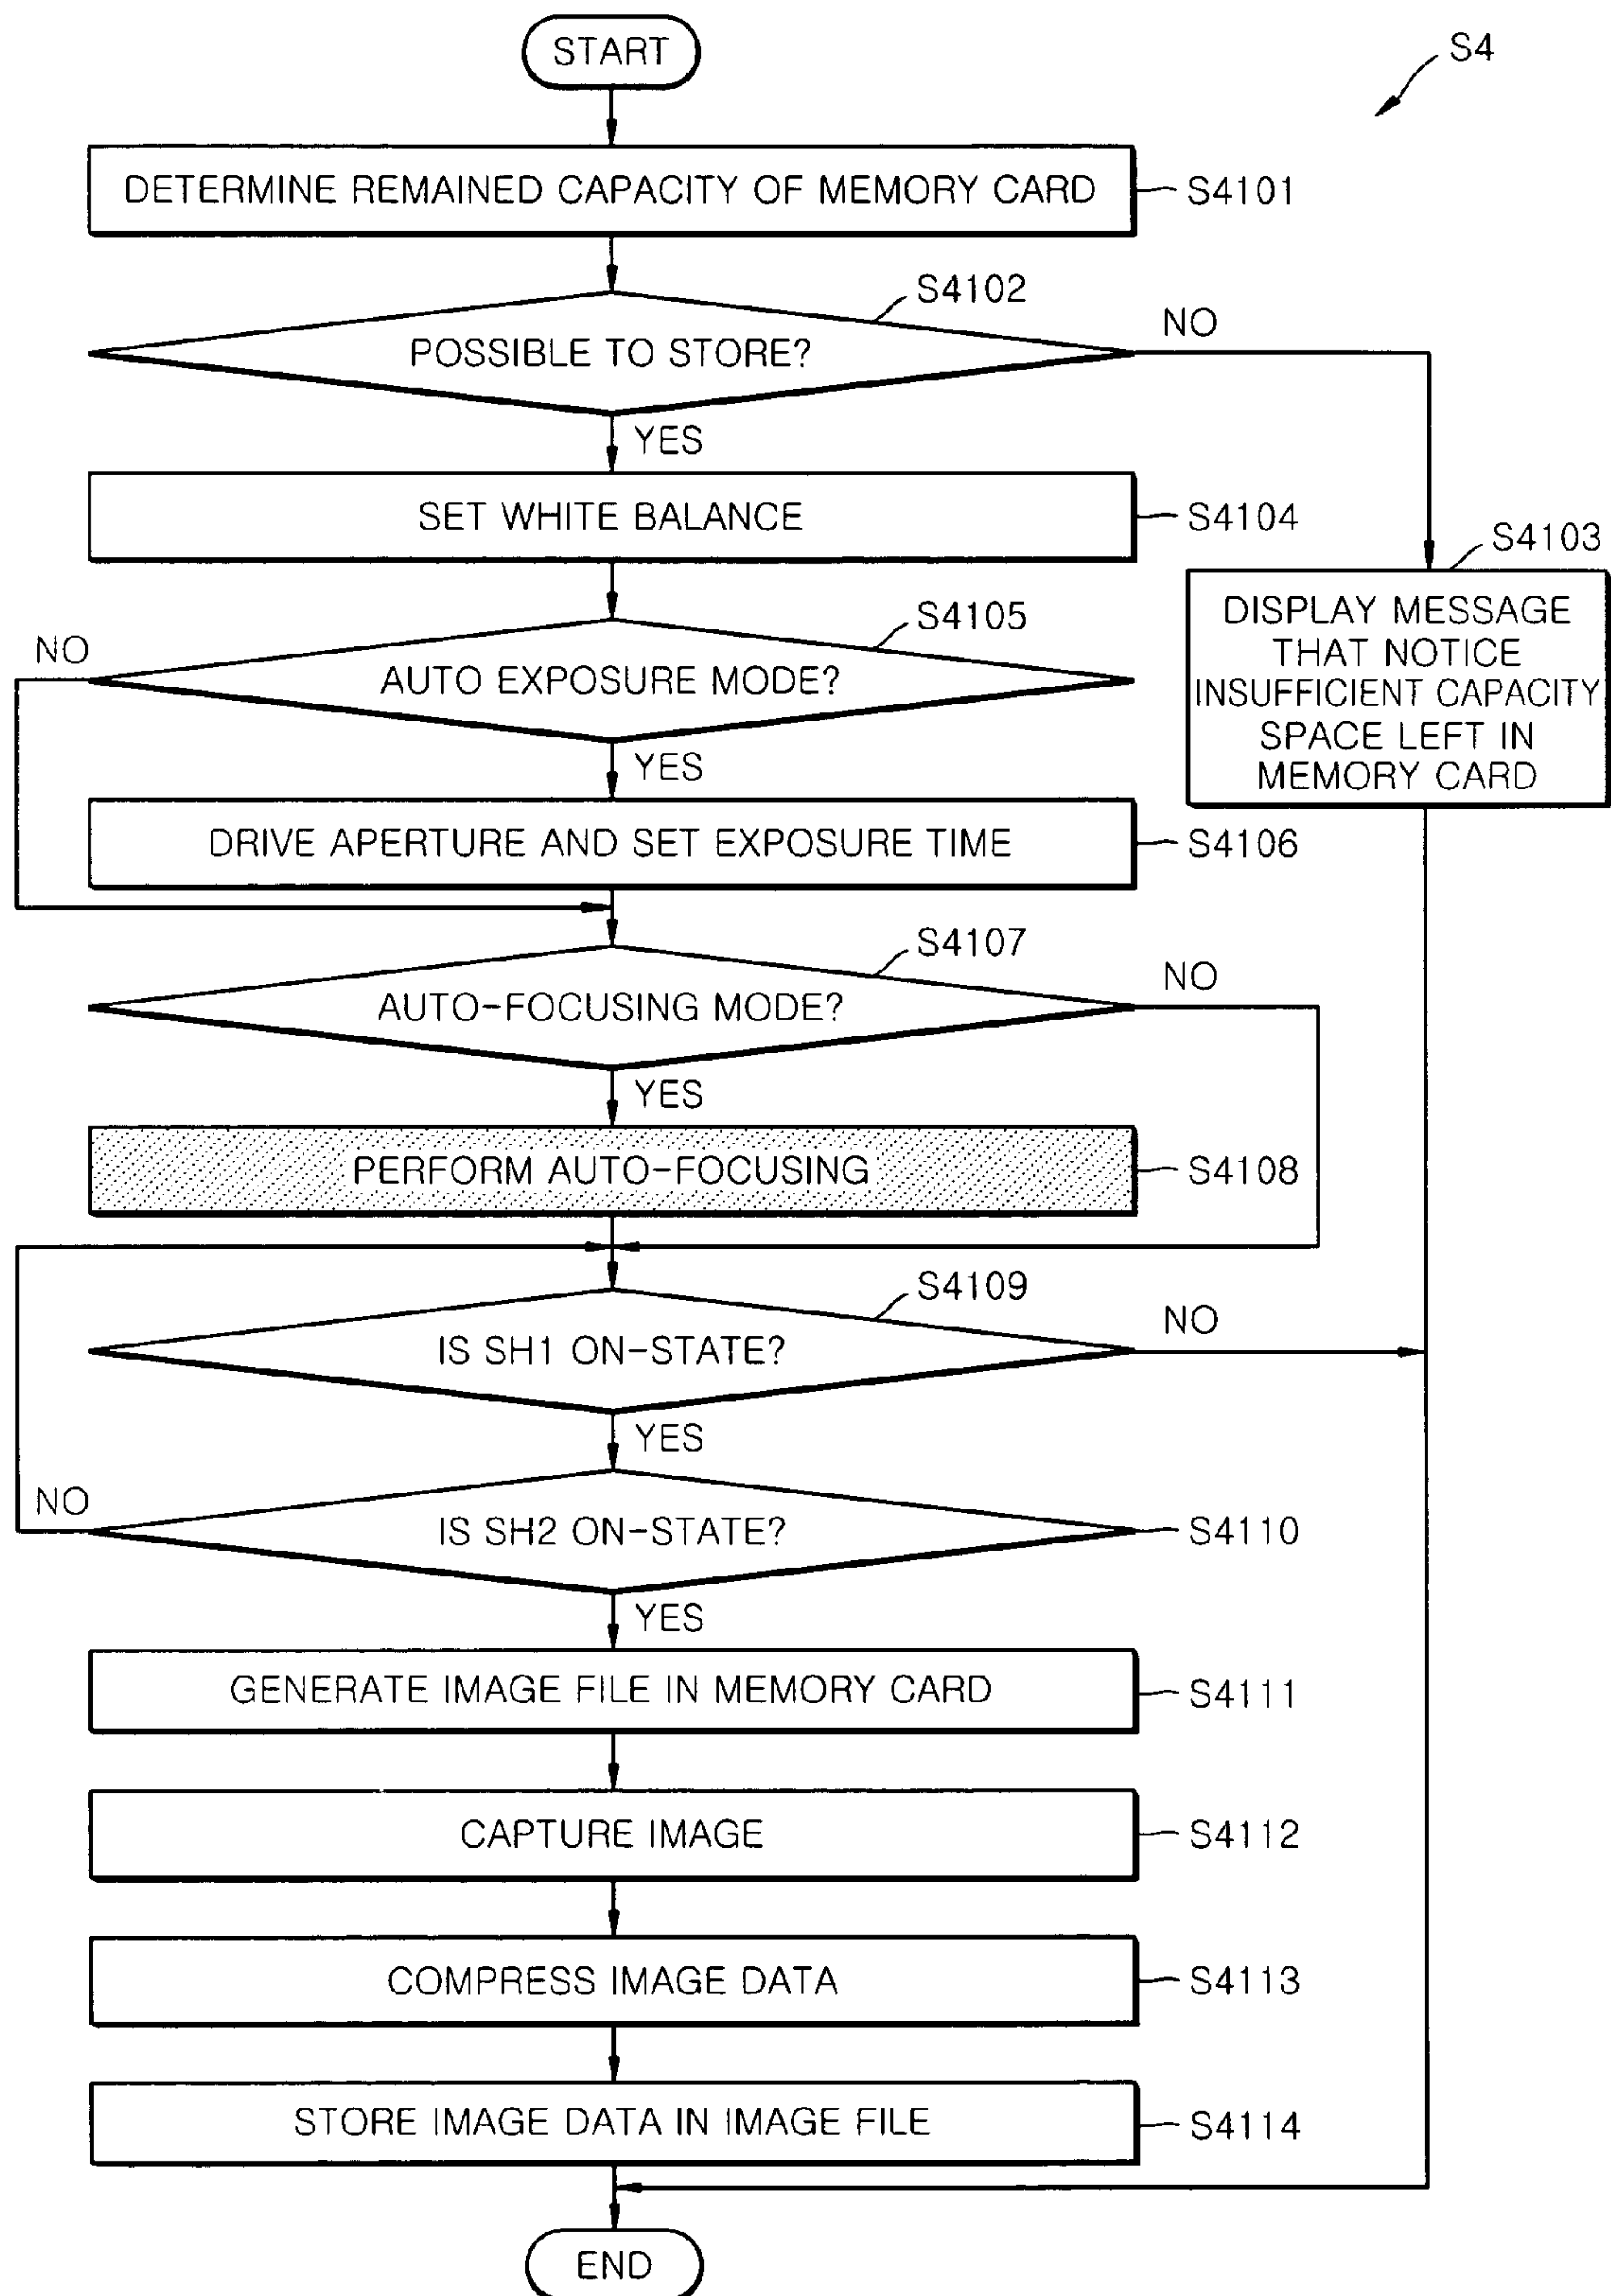 START
S4
DETERMINE REMAINED CAPACITY OF MEMORY CARD
S4101
S4102
POSSIBLE TO STORE?
NO
YES
SET WHITE BALANCE
S4104
S4103
DISPLAY MESSAGE
THAT NOTICE
INSUFFICIENT CAPACITY
SPACE LEFT IN
MEMORY CARD
S4105
NO
AUTO EXPOSURE MODE?
YES
DRIVE APERTURE AND SET EXPOSURE TIME
S4106
S4107
AUTO-FOCUSING MODE?
NO
YES
PERFORM AUTO-FOCUSING
S4108
S4109
IS SH1 ON-STATE?
NO
YES
NO
IS SH2 ON-STATE?
S4110
YES
GENERATE IMAGE FILE IN MEMORY CARD
S4111
CAPTURE IMAGE
S4112
COMPRESS IMAGE DATA
S4113
STORE IMAGE DATA IN IMAGE FILE
S4114
END